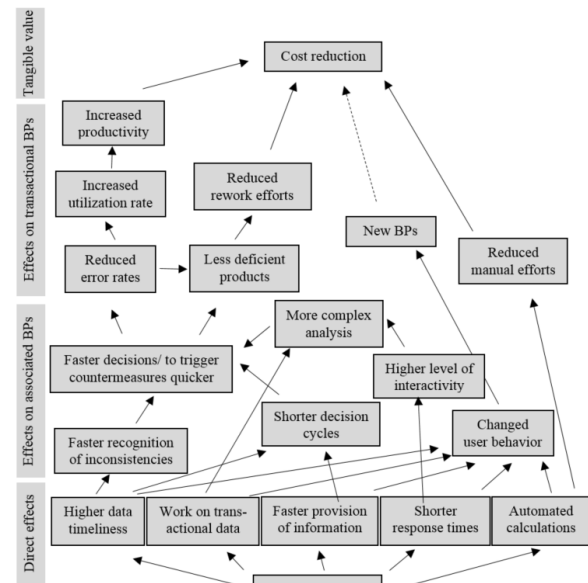 Tangible value
Cost reduction
Effects on transactional BPs
Increased
productivity
Increased
utilization rate
Reduced
rework efforts
New BPs
Reduced
error rates
Less deficient
products
Reduced
manual efforts
Effects on associated BPs
More complex
analysis
Faster decisions/ to trigger
countermeasures quicker
Higher level of
interactivity
Shorter decision
cycles
Changed
user behavior
Faster recognition
of inconsistencies
Direct effects
Higher data
timeliness
Work on trans-
actional data
Faster provision
of information
Shorter
response times
Automated
calculations